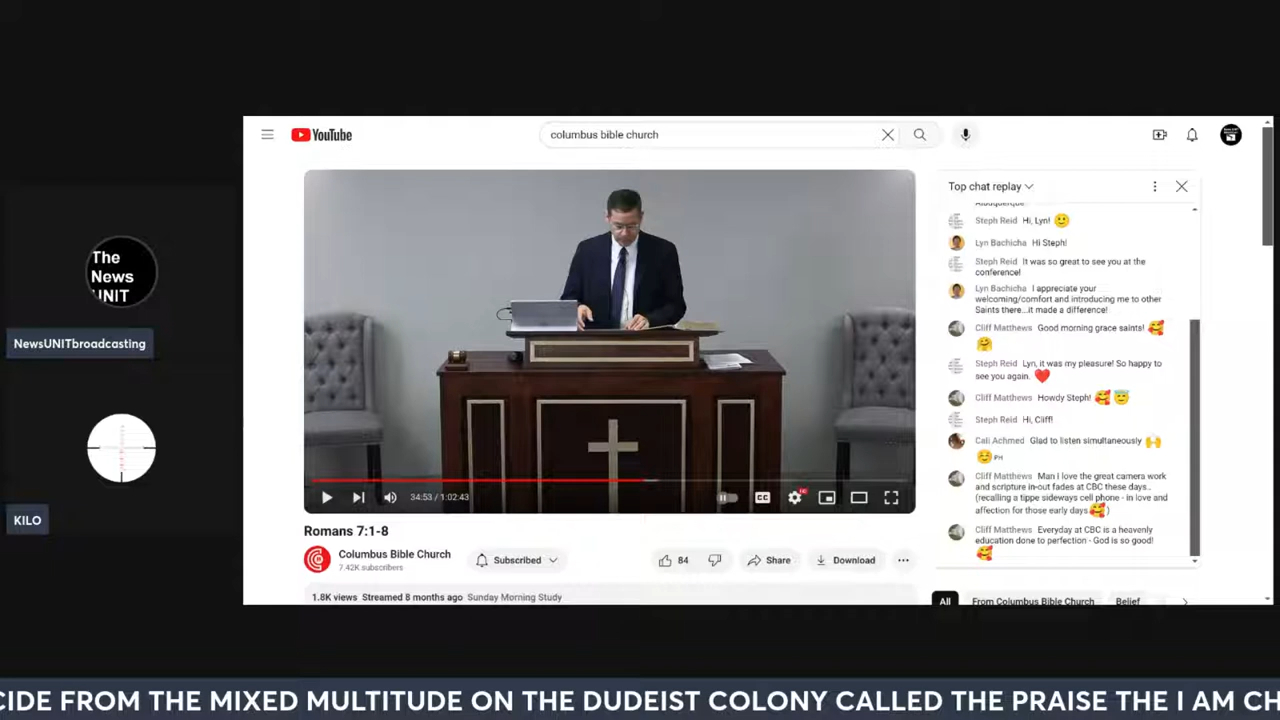 YouTube
columbus bible church
Top chat replay
Steph Reid Hi, Lyn! 🙂
Lyn Bachicha Hi Steph!
Steph Reid It was so great to see you at the
conference!
Lyn Bachicha I appreciate your
welcoming/comfort and introducing me to other
Saints there...it made a difference!
Cliff Matthews Good morning grace saints! 🥰
🤗
Steph Reid Lyn, it was my pleasure! So happy to
see you again. ❤️
Cliff Matthews Howdy Steph! 🥰 😇
Steph Reid Hi, Cliff!
Cali Achmed Glad to listen simultaneously 🙌
☺️ PH
Cliff Matthews Man I love the great camera work
and scripture in-out fades at CBC these days..
(recalling a tippe sideways cell phone - in love and
affection for those early days 🥰)
Cliff Matthews Everyday at CBC is a heavenly
education done to perfection - God is so good!
🥰
The
News
UNIT
NewsUNITbroadcasting
KILO
34:53 / 1:02:43
CC
HD
Romans 7:1-8
Columbus Bible Church
7.42K subscribers
Subscribed
84
Share
Download
1.8K views Streamed 8 months ago Sunday Morning Study
All
From Columbus Bible Church
Belief
CIDE FROM THE MIXED MULTITUDE ON THE DUDEIST COLONY CALLED THE PRAISE THE I AM CH